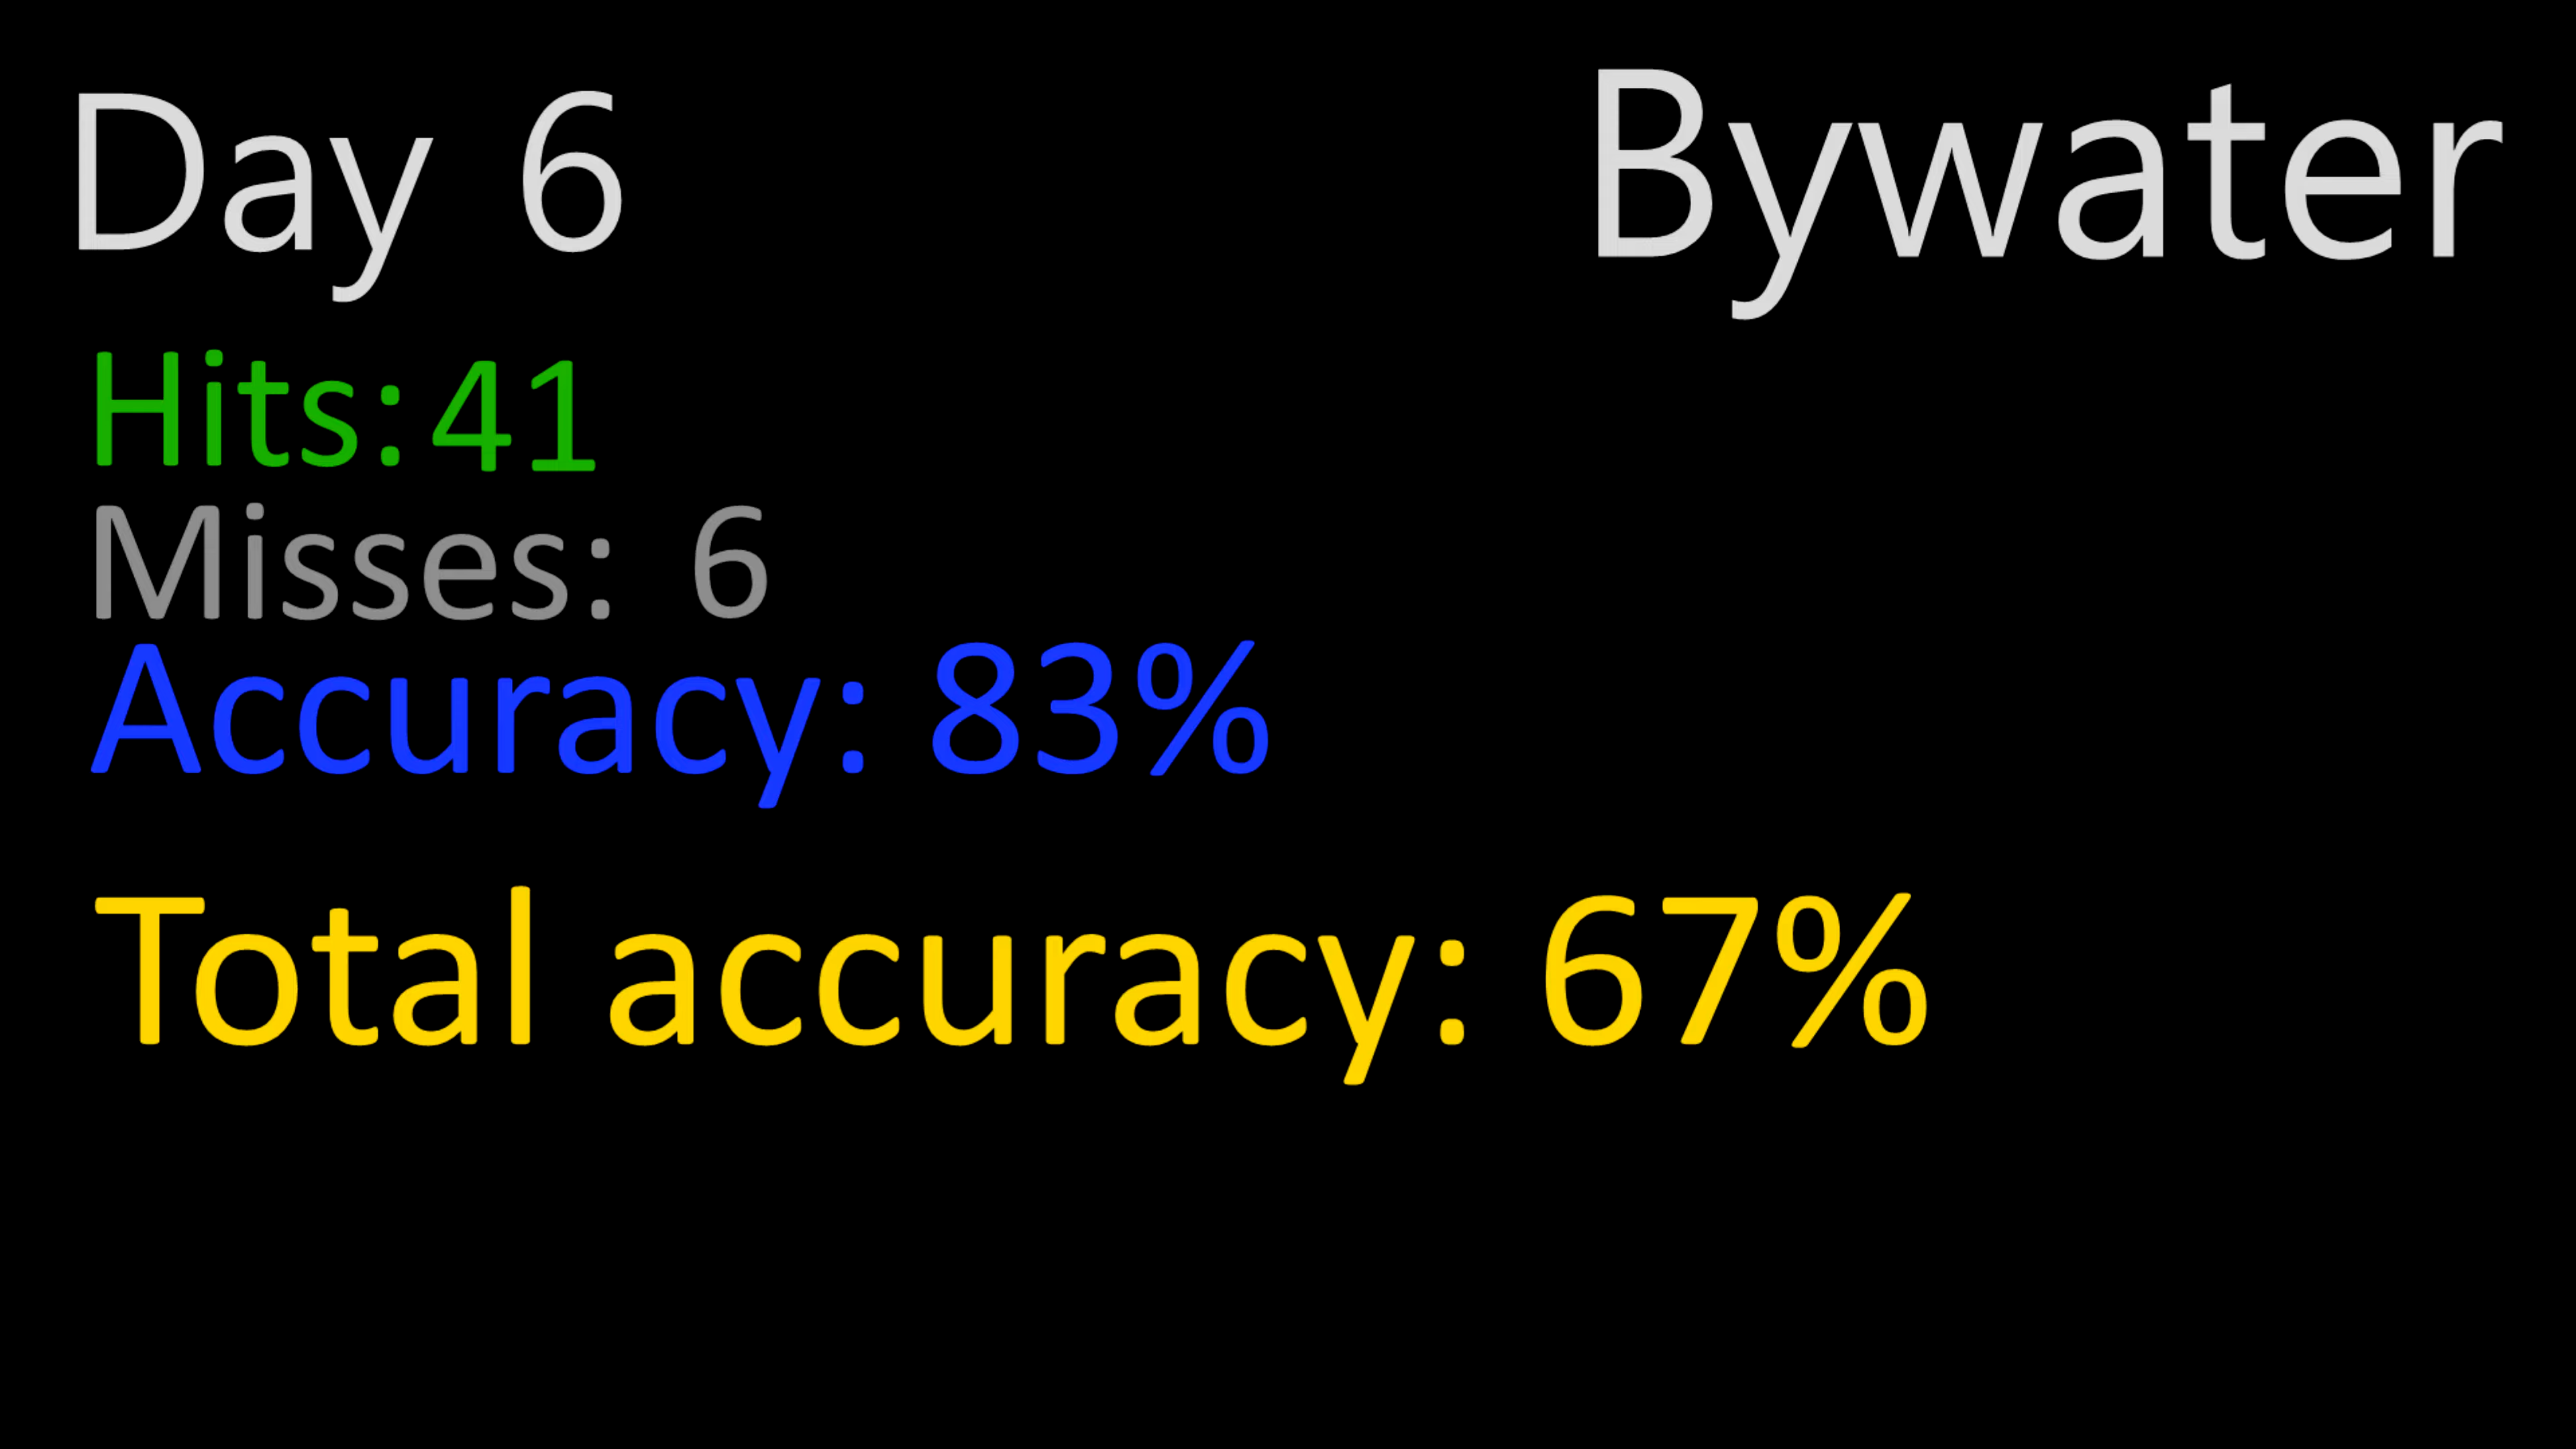 Day 6
Bywater
Hits: 41
Misses: 6
Accuracy: 83%
Total accuracy: 67%